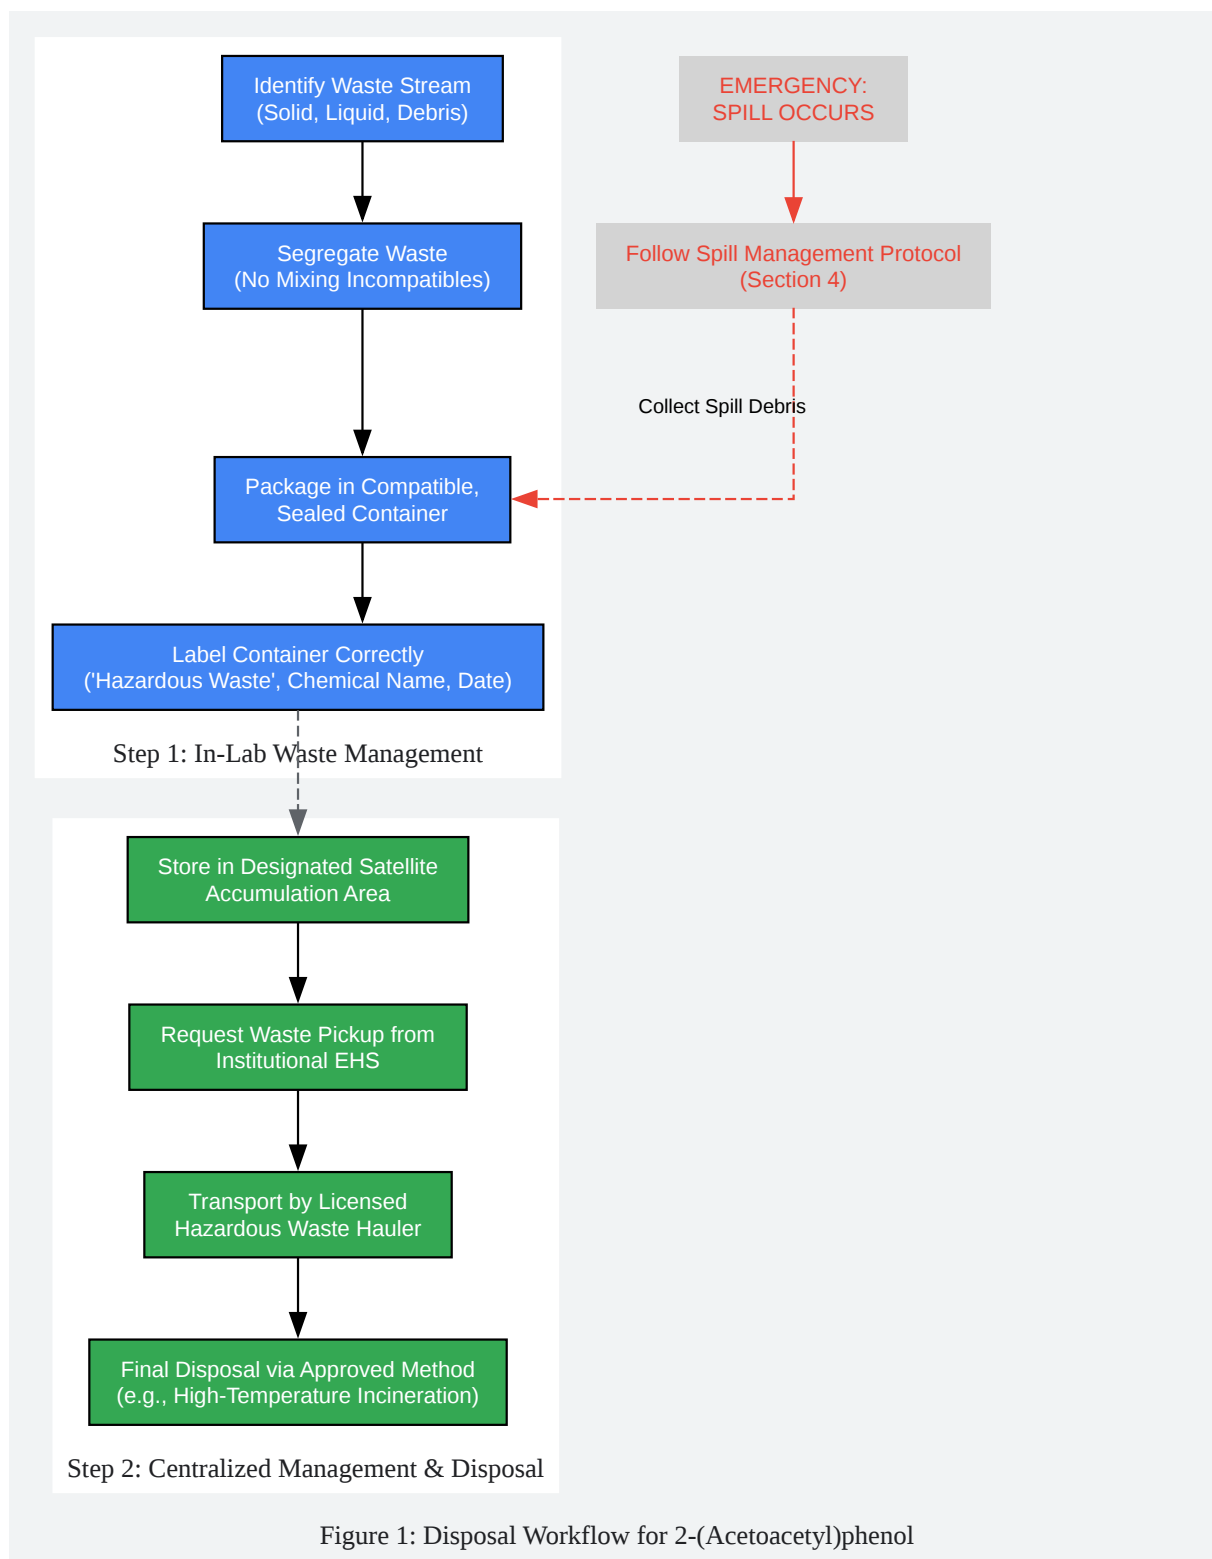 Identify Waste Stream
(Solid, Liquid, Debris)
EMERGENCY:
SPILL OCCURS
Segregate Waste
(No Mixing Incompatibles)
Follow Spill Management Protocol
(Section 4)
Collect Spill Debris
Package in Compatible,
Sealed Container
Label Container Correctly
('Hazardous Waste', Chemical Name, Date)
Step 1: In-Lab Waste Management
Store in Designated Satellite
Accumulation Area
Request Waste Pickup from
Institutional EHS
Transport by Licensed
Hazardous Waste Hauler
Final Disposal via Approved Method
(e.g., High-Temperature Incineration)
Step 2: Centralized Management & Disposal
Figure 1: Disposal Workflow for 2-(Acetoacetyl)phenol